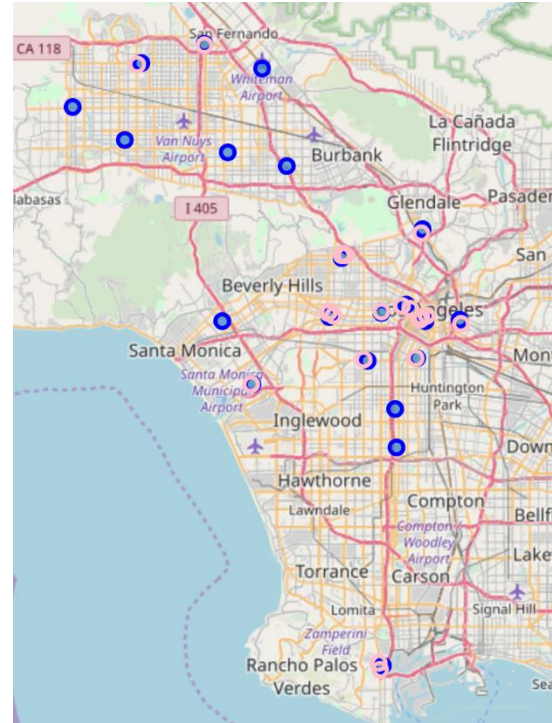 San Fernando
CA 118
Whiteman
Airport
La Cañada
Flintridge
Van Nuys
Airport
Burbank
labasas
I 405
Glendale
Pasaden
San
Beverly Hills
geles
Santa Monica
Mont
Santa Monica
Municipal
Airport
Huntington
Park
Inglewood
Down
Hawthorne
Compton
Lawndale
Bellf
Compton
Woodley
Airport
Lake
Torrance
Carson
Signal Hill
Lomita
Zamperini
Field
Rancho Palos
Verdes
Sea